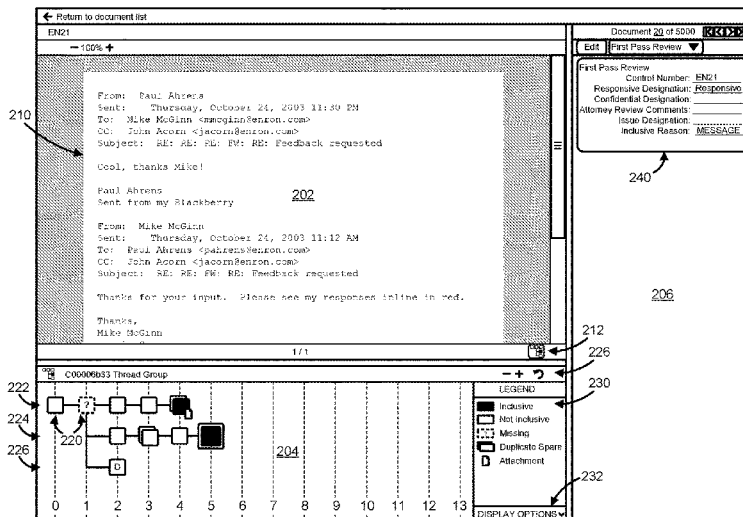 ← Return to document list
EN21
Document 20 of 5000
− 100% +
Edit First Pass Review ▼
From: Paul Ahrens
Sent: Thursday, October 24, 2003 11:30 PM
To: Mike McGinn <mmcginn@enron.com>
CC: John Acorn <jacorn@enron.com>
Subject: RE: RE: RE: FW: RE: Feedback requested
Cool, thanks Mike!
Paul Ahrens
Sent from my Blackberry
From: Mike McGinn
Sent: Thursday, October 24, 2003 11:12 AM
To: Paul Ahrens <pahrens@enron.com>
CC: John Acorn <jacorn@enron.com>
Subject: RE: RE: FW: RE: Feedback requested
Thanks for your input. Please see my responses inline in red.
Thanks,
Mike McGinn
210
202
First Pass Review
Control Number: EN21
Responsive Designation: Responsive
Confidential Designation:
Attorney Review Comments:
Issue Designation:
Inclusive Reason: MESSAGE
240
206
1 / 1
212
C00006b33 Thread Group
− +
226
LEGEND
230
Inclusive
Not inclusive
Missing
Duplicate Spare
Attachment
222
?
220
224
204
226
D
232
0 1 2 3 4 5 6 7 8 9 10 11 12 13
DISPLAY OPTIONS